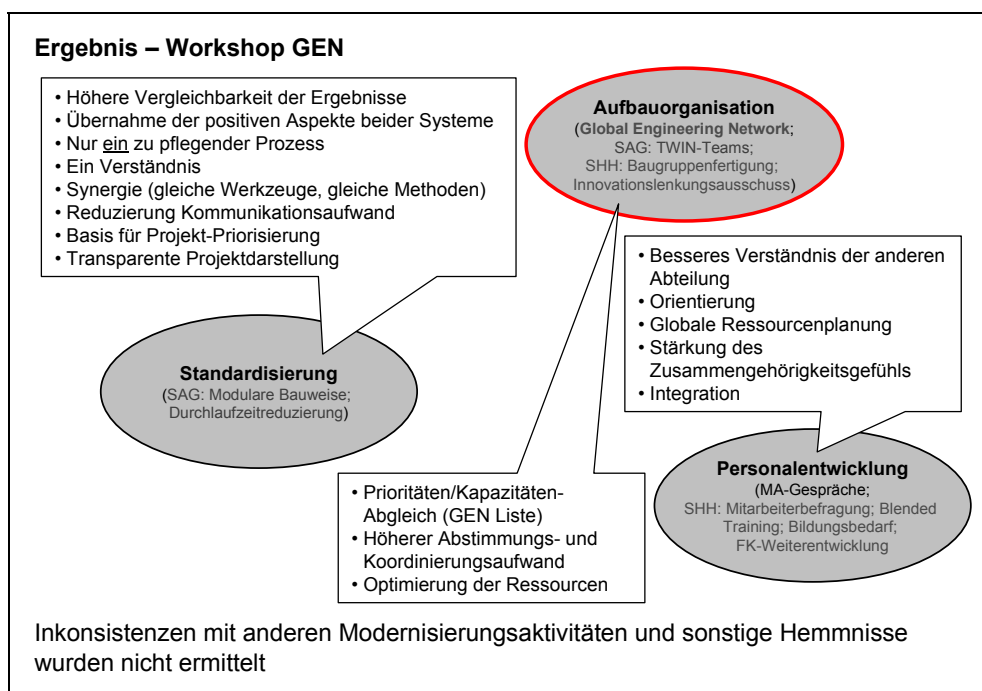 Ergebnis – Workshop GEN
• Höhere Vergleichbarkeit der Ergebnisse
• Übernahme der positiven Aspekte beider Systeme
• Nur ein zu pflegender Prozess
• Ein Verständnis
• Synergie (gleiche Werkzeuge, gleiche Methoden)
• Reduzierung Kommunikationsaufwand
• Basis für Projekt-Priorisierung
• Transparente Projektdarstellung
Aufbauorganisation
(Global Engineering Network;
SAG: TWIN-Teams;
SHH: Baugruppenfertigung;
Innovationslenkungsausschuss)
• Besseres Verständnis der anderen
Abteilung
• Orientierung
• Globale Ressourcenplanung
• Stärkung des
Zusammengehörigkeitsgefühls
• Integration
Standardisierung
(SAG: Modulare Bauweise;
Durchlaufzeitreduzierung)
• Prioritäten/Kapazitäten-
Abgleich (GEN Liste)
• Höherer Abstimmungs- und
Koordinierungsaufwand
• Optimierung der Ressourcen
Personalentwicklung
(MA-Gespräche;
SHH: Mitarbeiterbefragung; Blended
Training; Bildungsbedarf;
FK-Weiterentwicklung
Inkonsistenzen mit anderen Modernisierungsaktivitäten und sonstige Hemmnisse
wurden nicht ermittelt